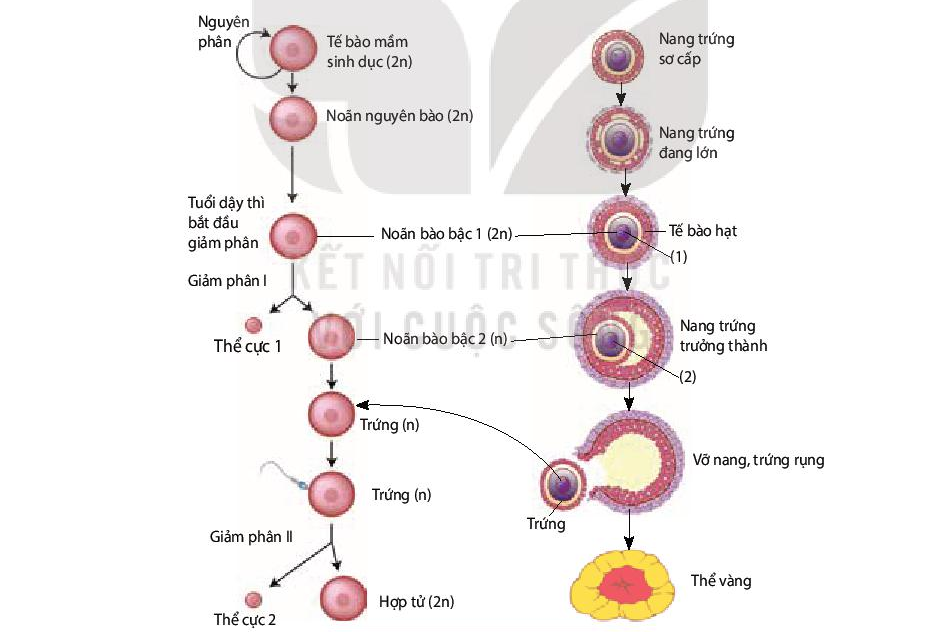 Nguyên
phân
Tế bào mầm
sinh dục (2n)
Noãn nguyên bào (2n)
Tuổi dậy thì
bắt đầu
giảm phân
Noãn bào bậc 1 (2n)
Giảm phân I
Thể cực 1
Noãn bào bậc 2 (n)
Trứng (n)
Trứng (n)
Giảm phân II
Thể cực 2
Hợp tử (2n)
Nang trứng
sơ cấp
Nang trứng
đang lớn
Tế bào hạt
(1)
Nang trứng
trưởng thành
(2)
Vỡ nang, trứng rụng
Trứng
Thể vàng
KẾT NỐI TRI THỨC
VỚI CUỘC SỐNG